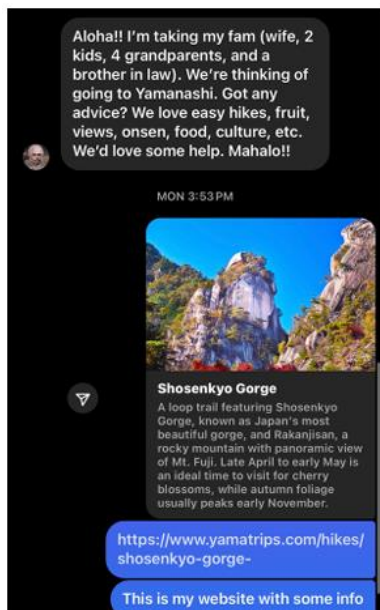 Aloha!! I'm taking my fam (wife, 2
kids, 4 grandparents, and a
brother in law). We're thinking of
going to Yamanashi. Got any
advice? We love easy hikes, fruit,
views, onsen, food, culture, etc.
We'd love some help. Mahalo!!
MON 3:53 PM
Shosenkyo Gorge
A loop trail featuring Shosenkyo
Gorge, known as Japan's most
beautiful gorge, and Rakanjisan, a
rocky mountain with panoramic view
of Mt. Fuji. Late April to early May is
an ideal time to visit for cherry
blossoms, while autumn foliage
usually peaks early November.
https://www.yamatrips.com/hikes/
shosenkyo-gorge-
This is my website with some info